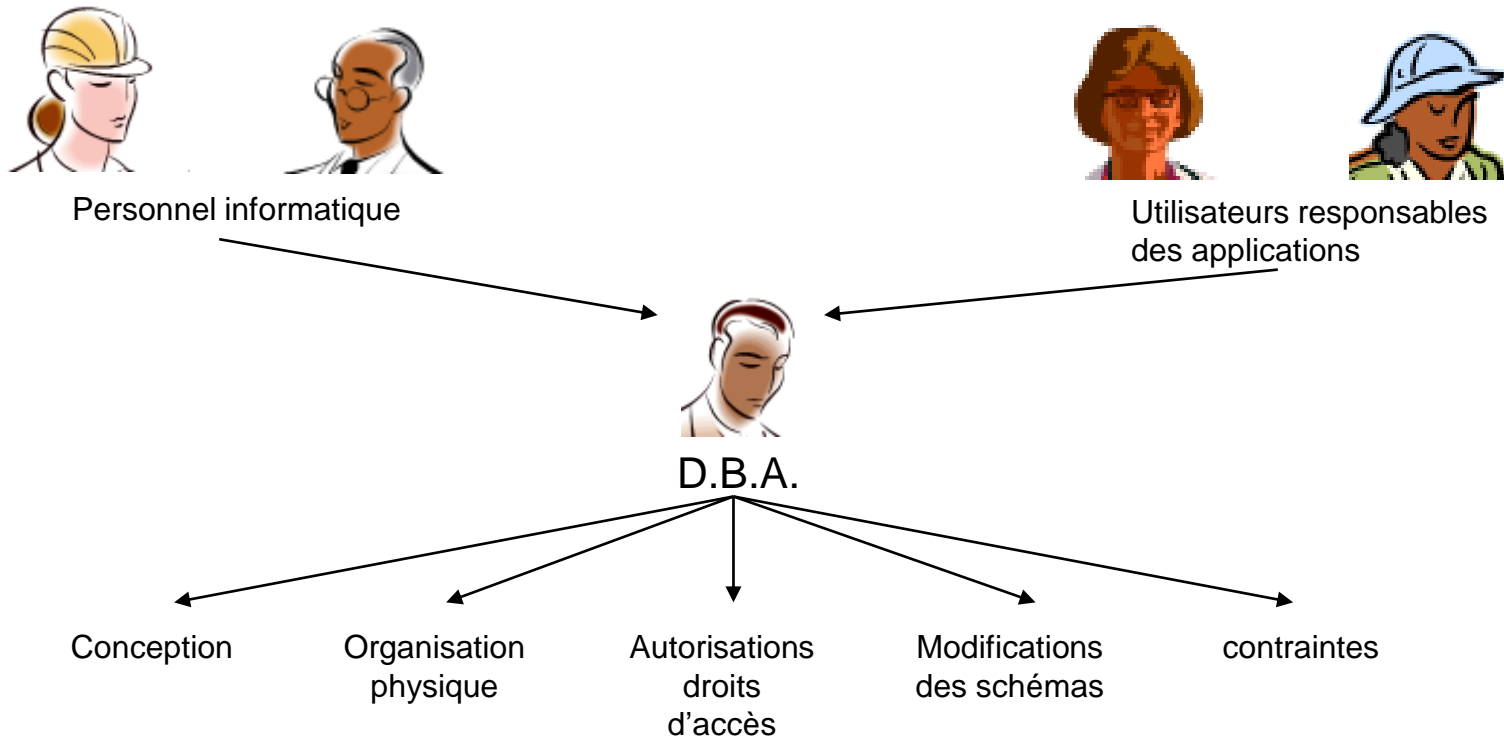 Personnel informatique
Utilisateurs responsables
des applications
D.B.A.
Conception
Organisation
physique
Autorisations
droits
d'accès
Modifications
des schémas
contraintes